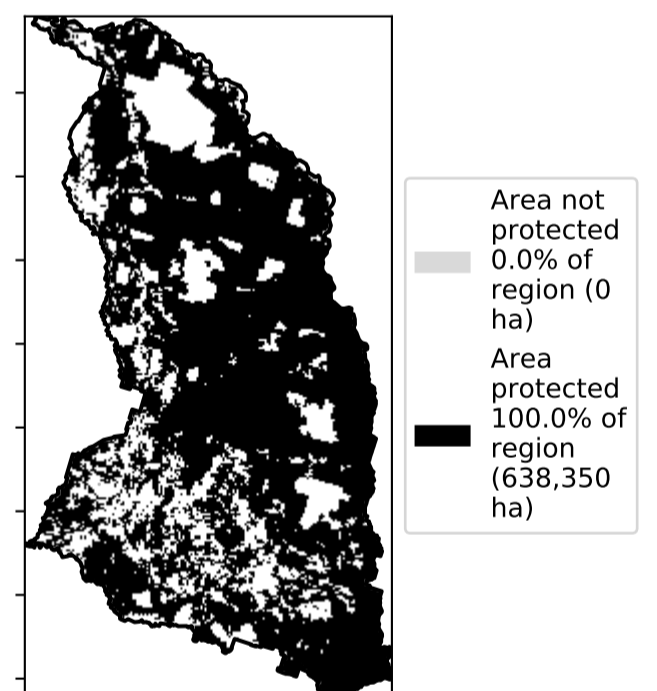 Area not
protected
0.0% of
region (0
ha)
Area
protected
100.0% of
region
(638,350
ha)